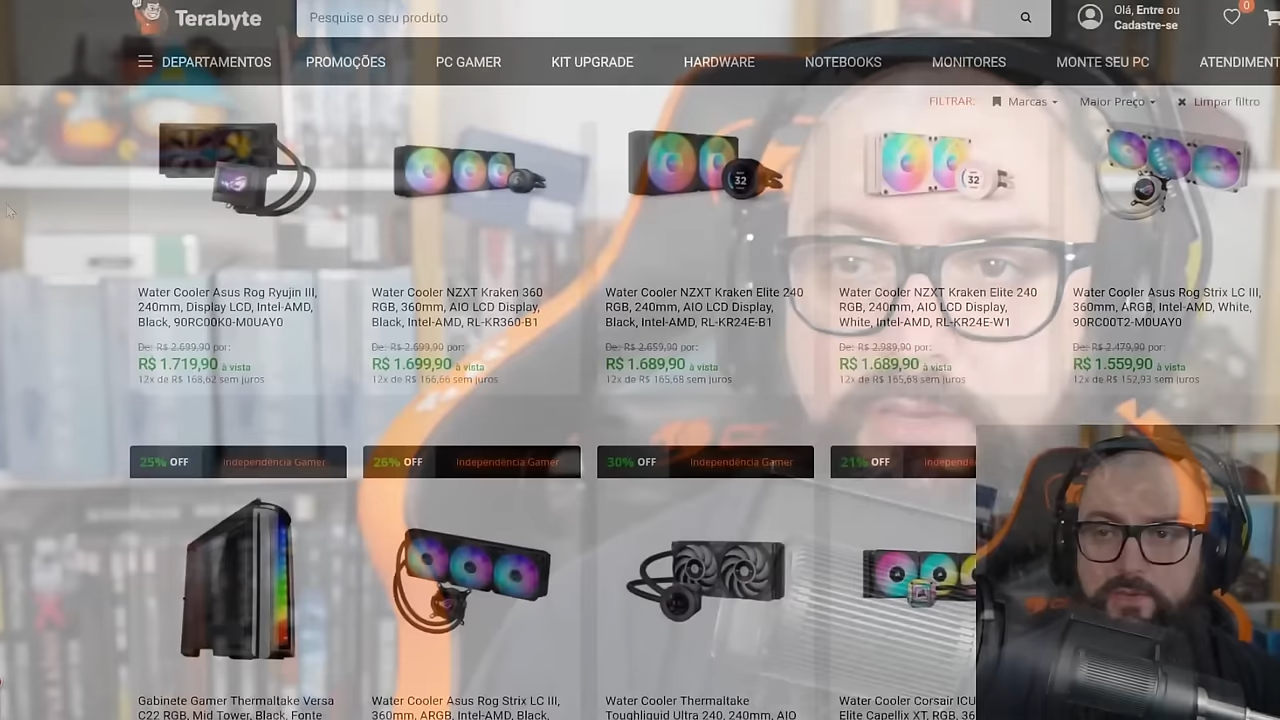 Terabyte
Pesquise o seu produto
Olá, Entre ou
Cadastre-se
0
DEPARTAMENTOS
PROMOÇÕES
PC GAMER
KIT UPGRADE
HARDWARE
NOTEBOOKS
MONITORES
MONTE SEU PC
ATENDIMENT
FILTRAR:
Marcas
Maior Preço
Limpar filtro
32
32
Water Cooler Asus Rog Ryujin III,
240mm, Display LCD, Intel-AMD,
Black, 90RC00K0-M0UAY0
De: R$ 2.699,90 por:
R$ 1.719,90 à vista
12x de R$ 168,62 sem juros
Water Cooler NZXT Kraken 360
RGB, 360mm, AIO LCD Display,
Black, Intel-AMD, RL-KR360-B1
De: R$ 2.699,90 por:
R$ 1.699,90 à vista
12x de R$ 166,66 sem juros
Water Cooler NZXT Kraken Elite 240
RGB, 240mm, AIO LCD Display,
Black, Intel-AMD, RL-KR24E-B1
De: R$ 2.659,90 por:
R$ 1.689,90 à vista
12x de R$ 165,68 sem juros
Water Cooler NZXT Kraken Elite 240
RGB, 240mm, AIO LCD Display,
White, Intel-AMD, RL-KR24E-W1
De: R$ 2.989,90 por:
R$ 1.689,90 à vista
12x de R$ 165,68 sem juros
Water Cooler Asus Rog Strix LC III,
360mm, ARGB, Intel-AMD, White,
90RC00T2-M0UAY0
De: R$ 2.479,90 por:
R$ 1.559,90 à vista
12x de R$ 152,93 sem juros
25% OFF
Independência Gamer
26% OFF
Independência Gamer
30% OFF
Independência Gamer
21% OFF
Independê
Gabinete Gamer Thermaltake Versa
C22 RGB, Mid Tower, Black, Fonte
Water Cooler Asus Rog Strix LC III,
360mm, ARGB, Intel-AMD, Black,
Water Cooler Thermaltake
Toughliquid Ultra 240, 240mm, AIO
Water Cooler Corsair ICU
Elite Capellix XT, RGB, 36